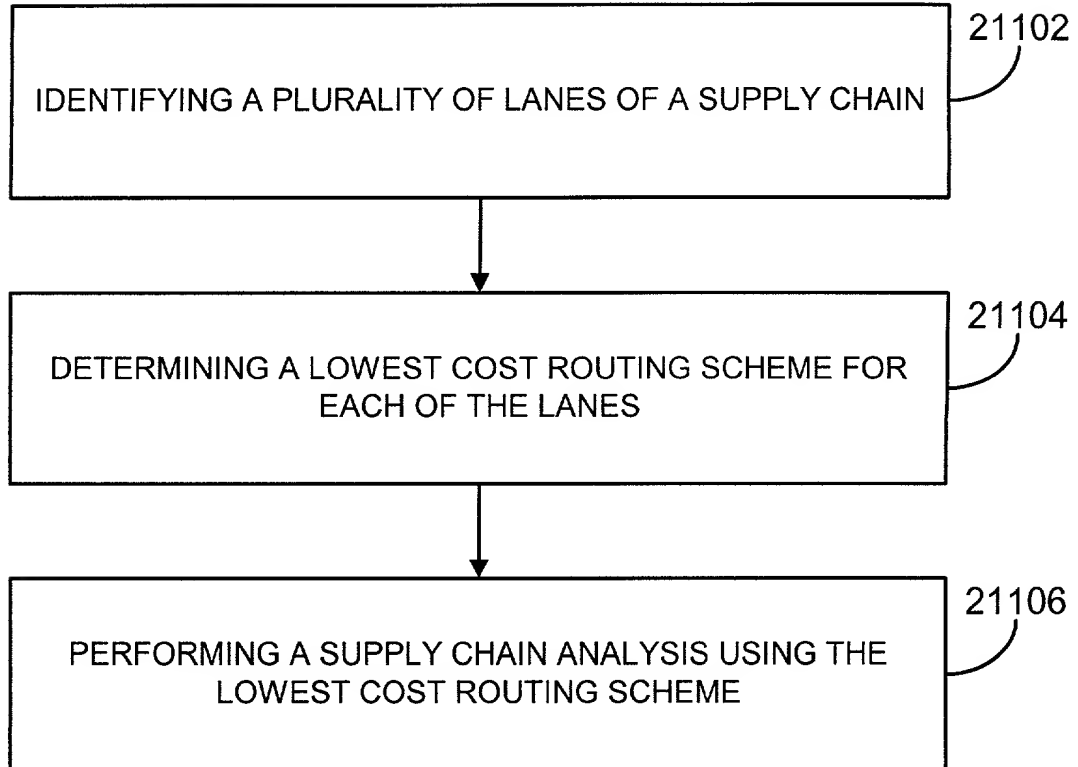 21102
IDENTIFYING A PLURALITY OF LANES OF A SUPPLY CHAIN
21104
DETERMINING A LOWEST COST ROUTING SCHEME FOR
EACH OF THE LANES
21106
PERFORMING A SUPPLY CHAIN ANALYSIS USING THE
LOWEST COST ROUTING SCHEME